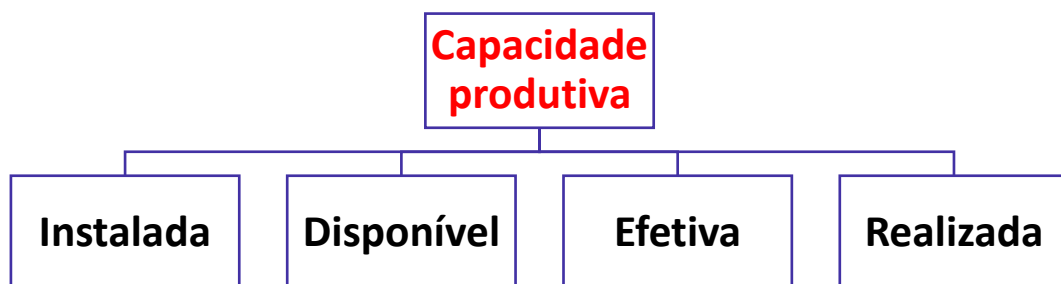 Capacidade
produtiva
Instalada
Disponível
Efetiva
Realizada